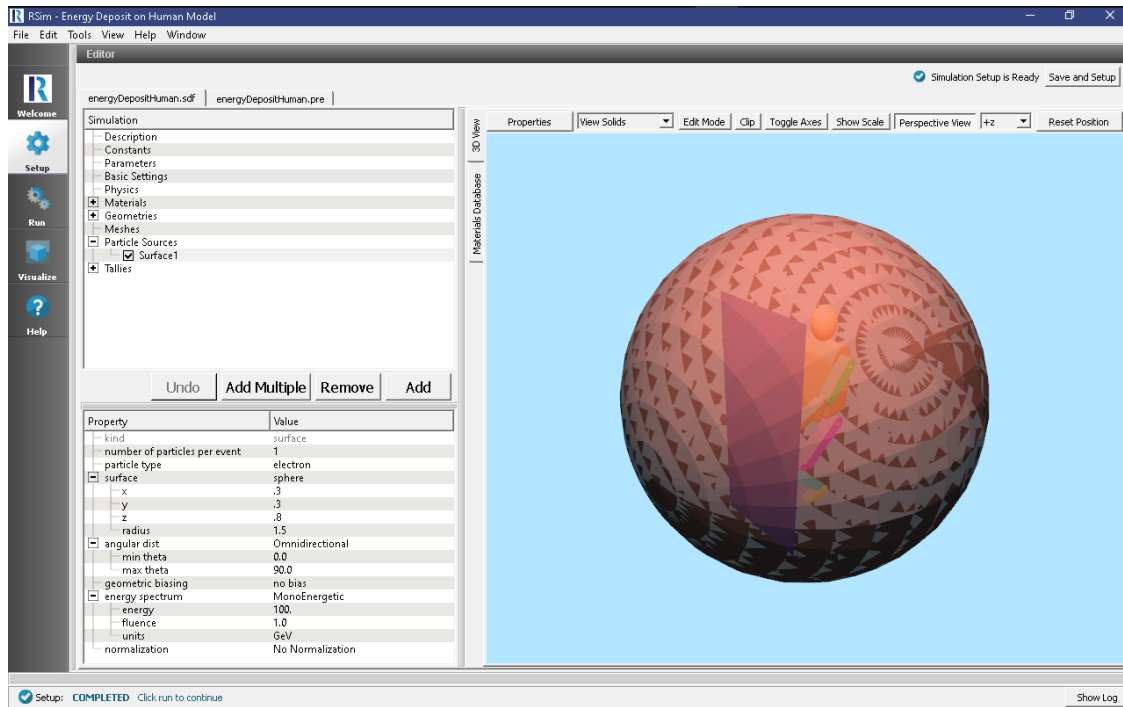 RSim - Energy Deposit on Human Model
File Edit Tools View Help Window
Editor
Simulation Setup is Ready Save and Setup
Welcome
Setup
Run
Visualize
Help
energyDepositHuman.sdf energyDepositHuman.pre
Simulation
Description
Constants
Parameters
Basic Settings
Physics
Materials
Geometries
Meshes
Particle Sources
Surface1
Tallies
Undo Add Multiple Remove Add
Property Value
kind surface
number of particles per event 1
particle type electron
surface sphere
x .3
y .3
z .8
radius 1.5
angular dist Omnidirectional
min theta 0.0
max theta 90.0
geometric biasing no bias
energy spectrum MonoEnergetic
energy 100.
fluence 1.0
units GeV
normalization No Normalization
3D View
Materials Database
Properties View Solids Edit Mode Clip Toggle Axes Show Scale Perspective View +z Reset Position
Setup: COMPLETED Click run to continue
Show Log